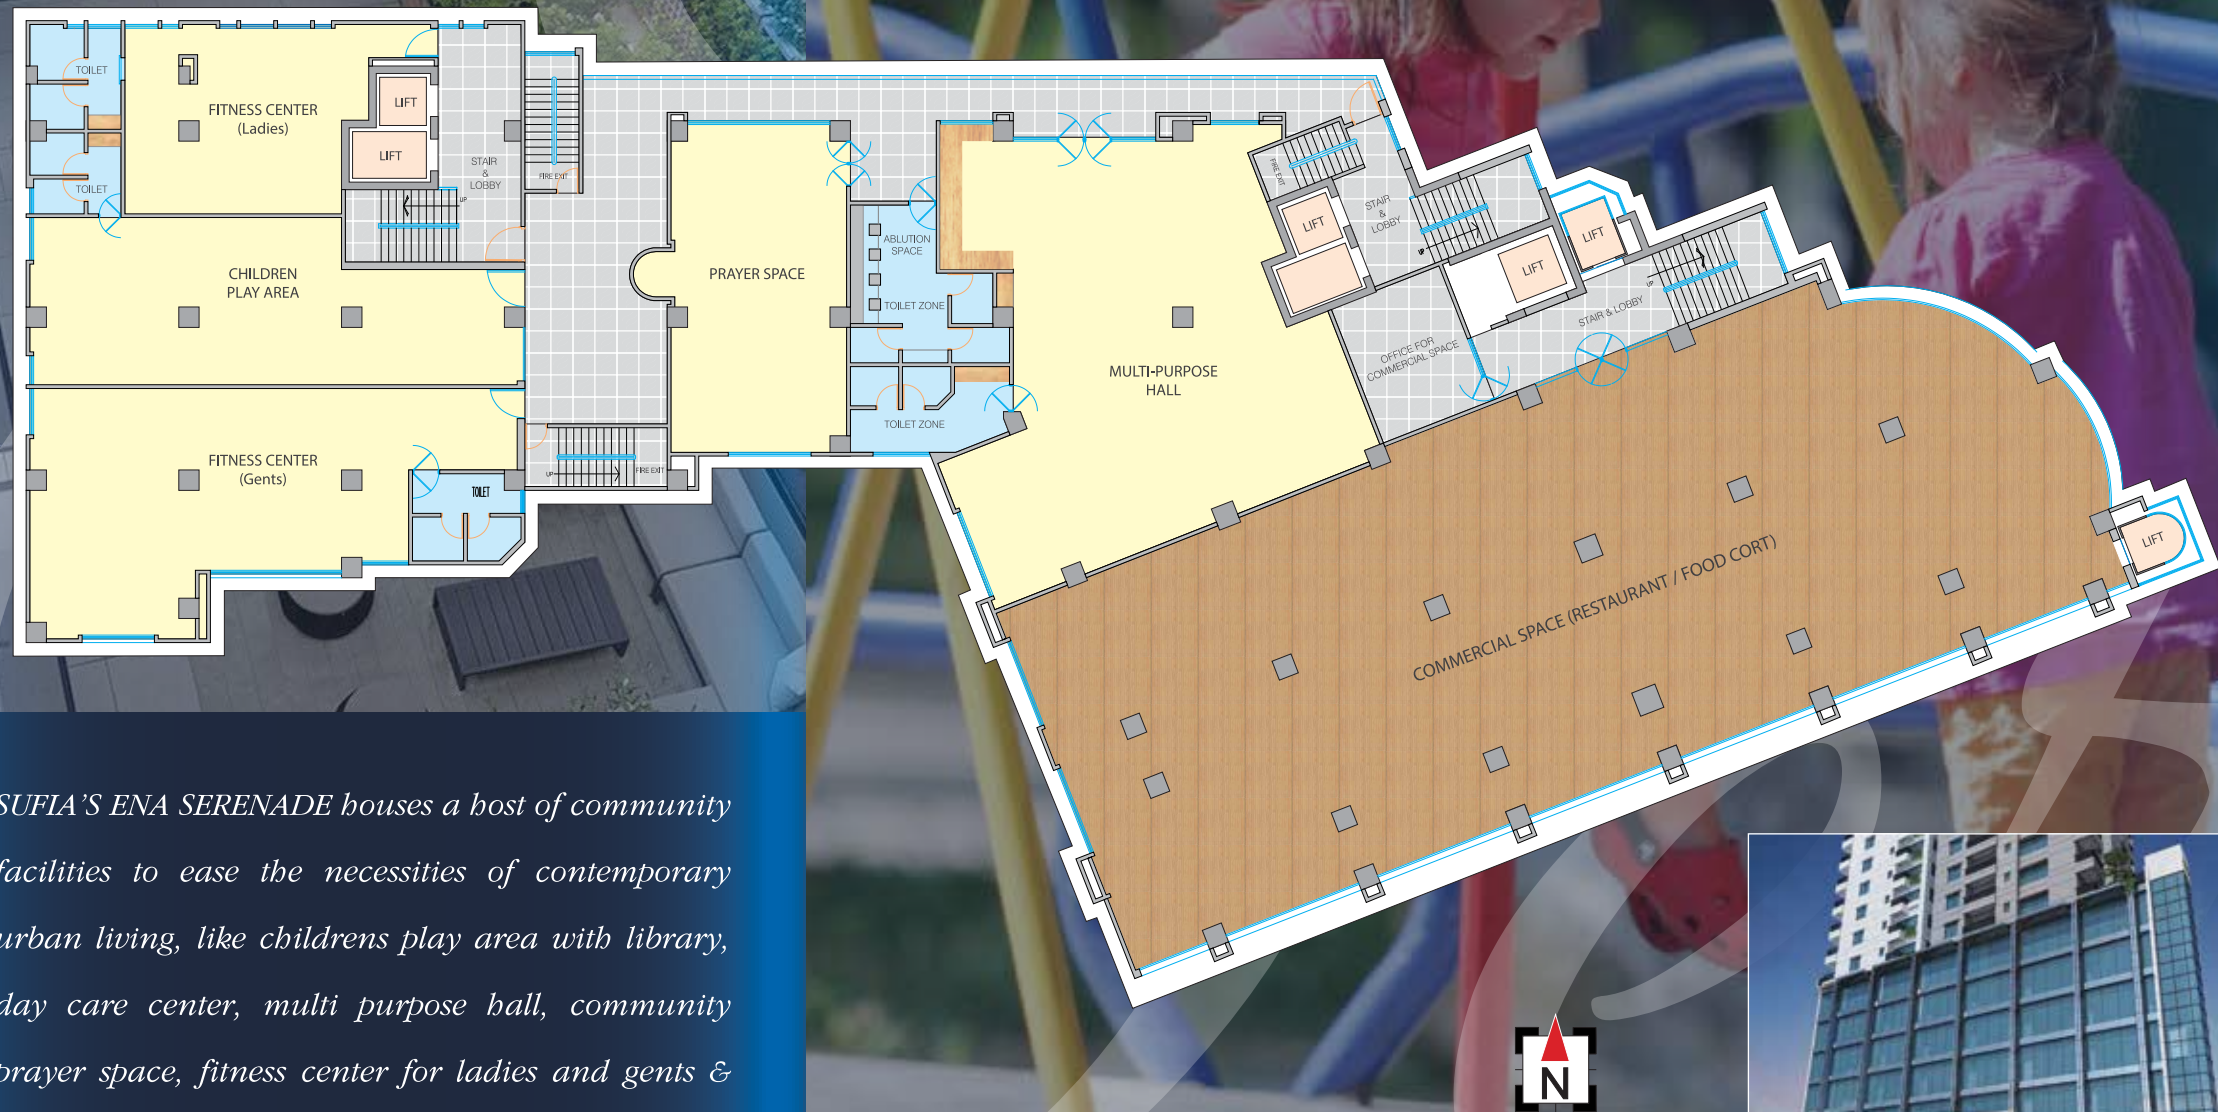 TOILET
FITNESS CENTER
(Ladies)
LIFT
LIFT
TOILET
STAIR
&
LOBBY
UP
FIRE EXIT
CHILDREN
PLAY AREA
PRAYER SPACE
ABLUTION
SPACE
TOILET ZONE
TOILET ZONE
FITNESS CENTER
(Gents)
TOILET
UP
FIRE EXIT
MULTI-PURPOSE
HALL
FIRE EXIT
LIFT
STAIR
&
LOBBY
UP
LIFT
LIFT
UP
STAIR & LOBBY
OFFICE FOR
COMMERCIAL SPACE
COMMERCIAL SPACE (RESTAURANT / FOOD CORT)
LIFT
SUFIA'S ENA SERENADE houses a host of community
facilities to ease the necessities of contemporary
urban living, like childrens play area with library,
day care center, multi purpose hall, community
prayer space, fitness center for ladies and gents &
N